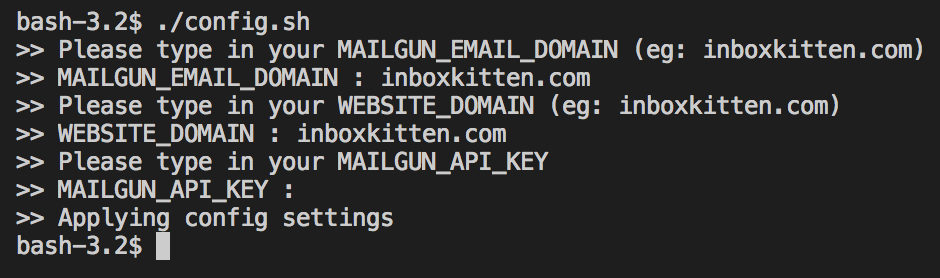 bash-3.2$ ./config.sh
>> Please type in your MAILGUN_EMAIL_DOMAIN (eg: inboxkitten.com)
>> MAILGUN_EMAIL_DOMAIN : inboxkitten.com
>> Please type in your WEBSITE_DOMAIN (eg: inboxkitten.com)
>> WEBSITE_DOMAIN : inboxkitten.com
>> Please type in your MAILGUN_API_KEY
>> MAILGUN_API_KEY :
>> Applying config settings
bash-3.2$